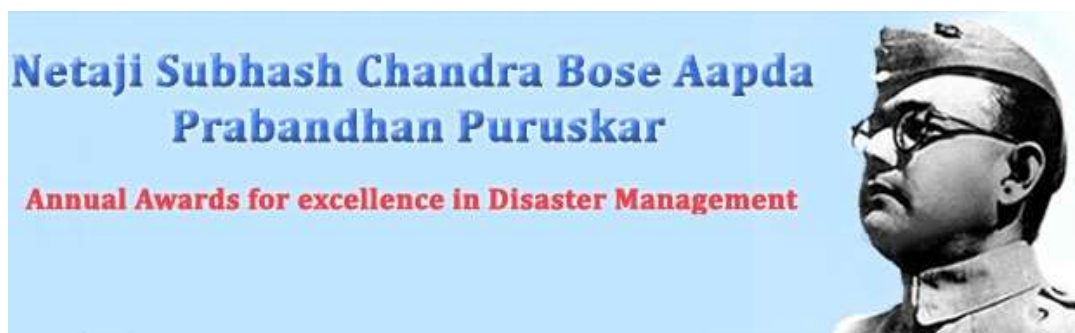 Netaji Subhash Chandra Bose Aapda
Prabandhan Puruskar
Annual Awards for excellence in Disaster Management